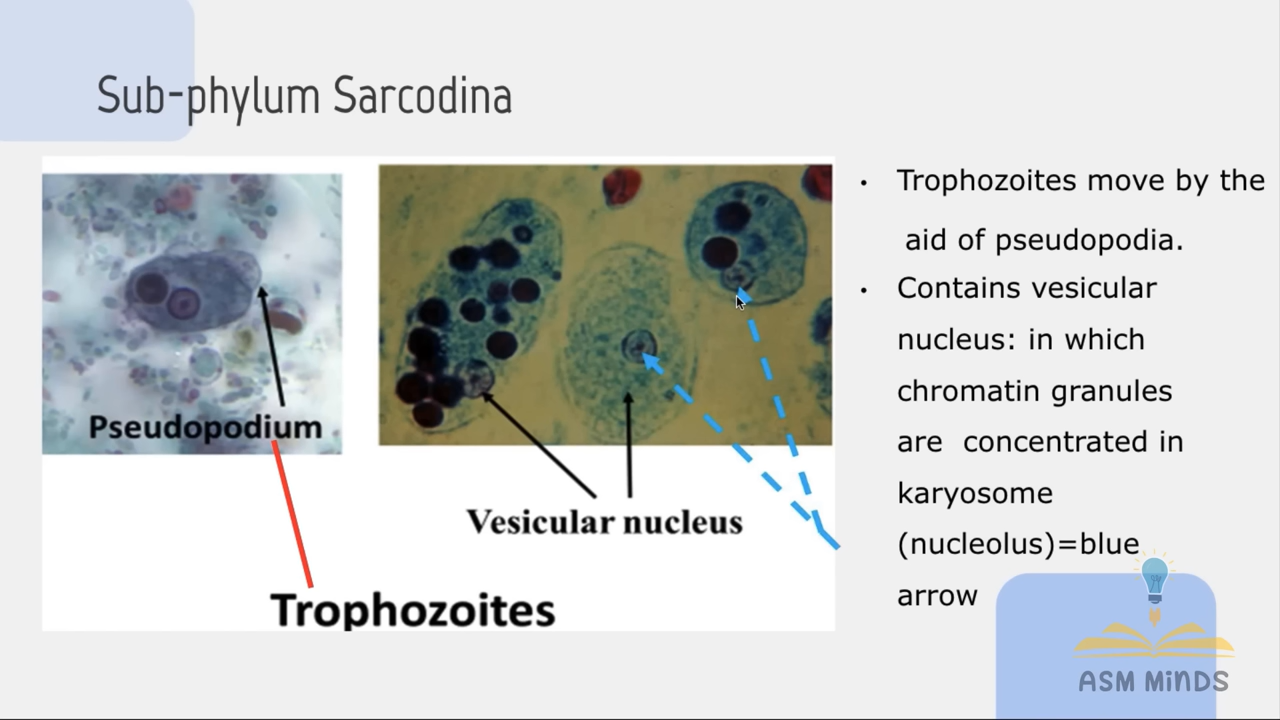 Sub-phylum Sarcodina
Pseudopodium
Vesicular nucleus
Trophozoites
• Trophozoites move by the
aid of pseudopodia.
• Contains vesicular
nucleus: in which
chromatin granules
are concentrated in
karyosome
(nucleolus)=blue
arrow
ASM MiNDS